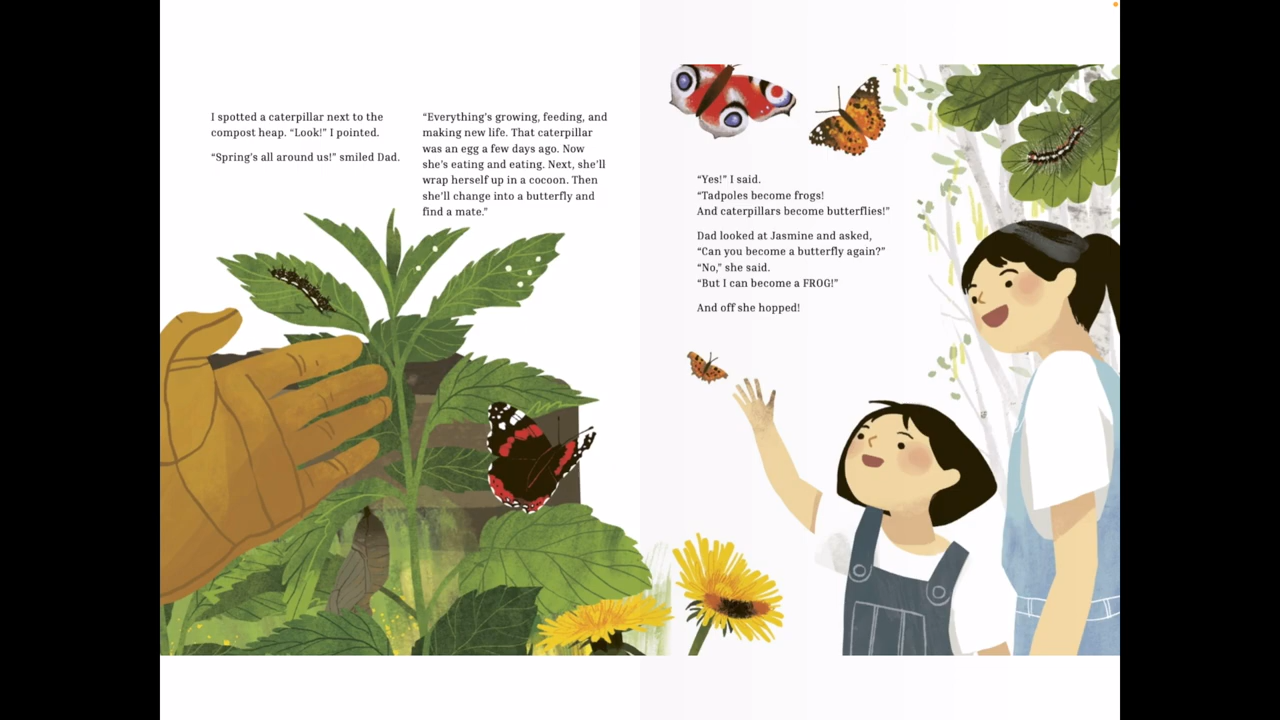 I spotted a caterpillar next to the
compost heap. “Look!” I pointed.
“Spring’s all around us!” smiled Dad.
“Everything’s growing, feeding, and
making new life. That caterpillar
was an egg a few days ago. Now
she’s eating and eating. Next, she’ll
wrap herself up in a cocoon. Then
she’ll change into a butterfly and
find a mate.”
“Yes!” I said.
“Tadpoles become frogs!
And caterpillars become butterflies!”
Dad looked at Jasmine and asked,
“Can you become a butterfly again?”
“No,” she said.
“But I can become a FROG!”
And off she hopped!